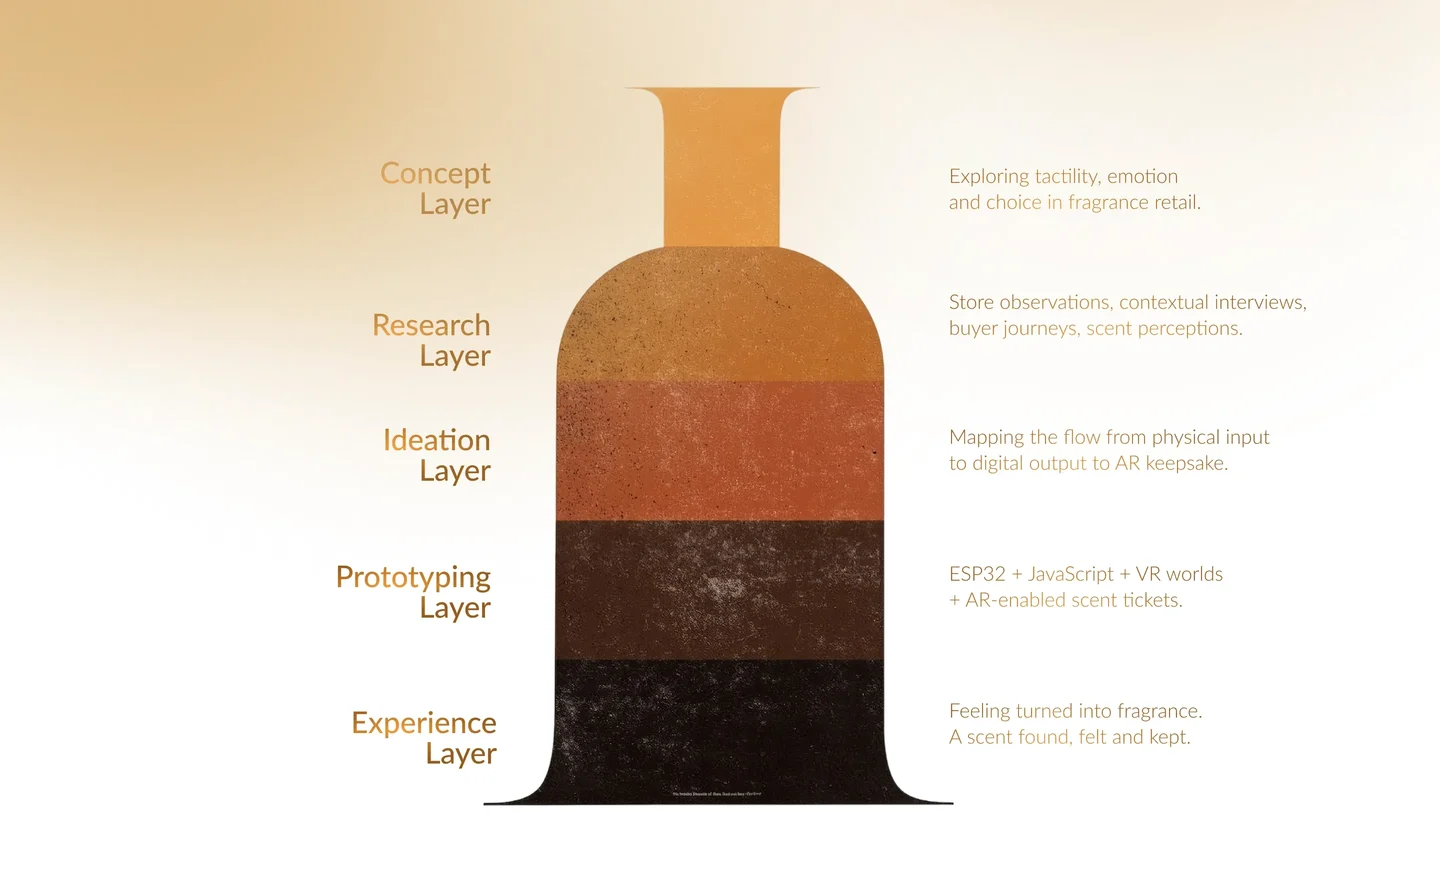 Concept
Layer
Exploring tactility, emotion
and choice in fragrance retail.
Research
Layer
Store observations, contextual interviews,
buyer journeys, scent perceptions.
Ideation
Layer
Mapping the flow from physical input
to digital output to AR keepsake.
Prototyping
Layer
ESP32 + JavaScript + VR worlds
+ AR-enabled scent tickets.
Experience
Layer
Feeling turned into fragrance.
A scent found, felt and kept.